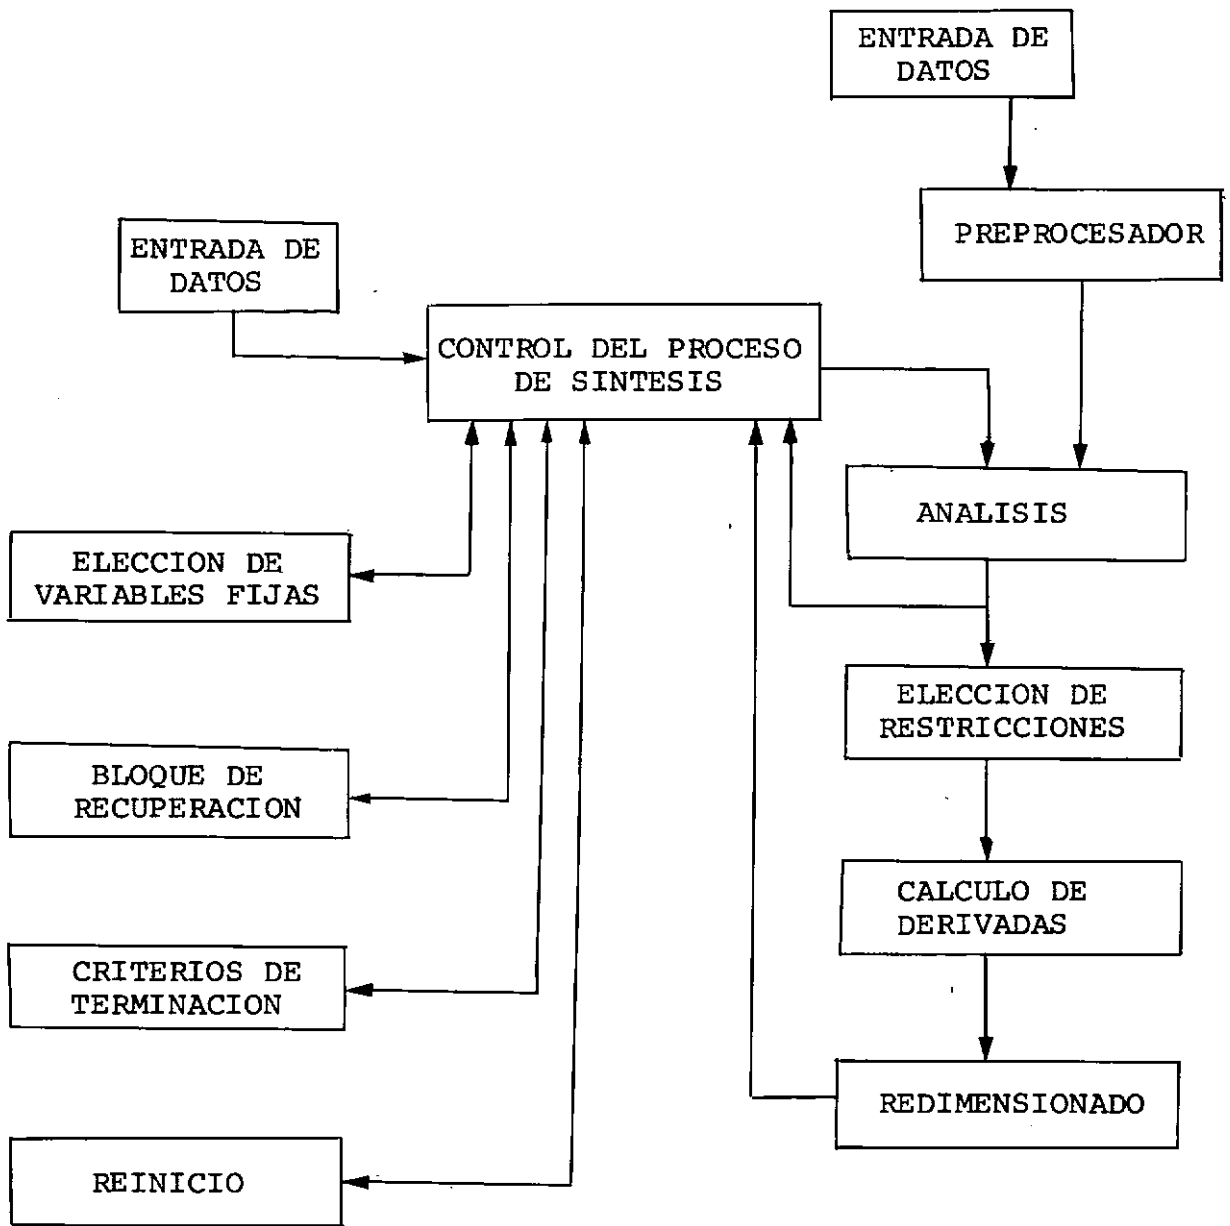 ENTRADA DE
DATOS
PREPROCESADOR
ENTRADA DE
DATOS
CONTROL DEL PROCESO
DE SINTESIS
ANALISIS
ELECCION DE
VARIABLES FIJAS
ELECCION DE
RESTRICCIONES
BLOQUE DE
RECUPERACION
CALCULO DE
DERIVADAS
CRITERIOS DE
TERMINACION
REDIMENSIONADO
REINICIO